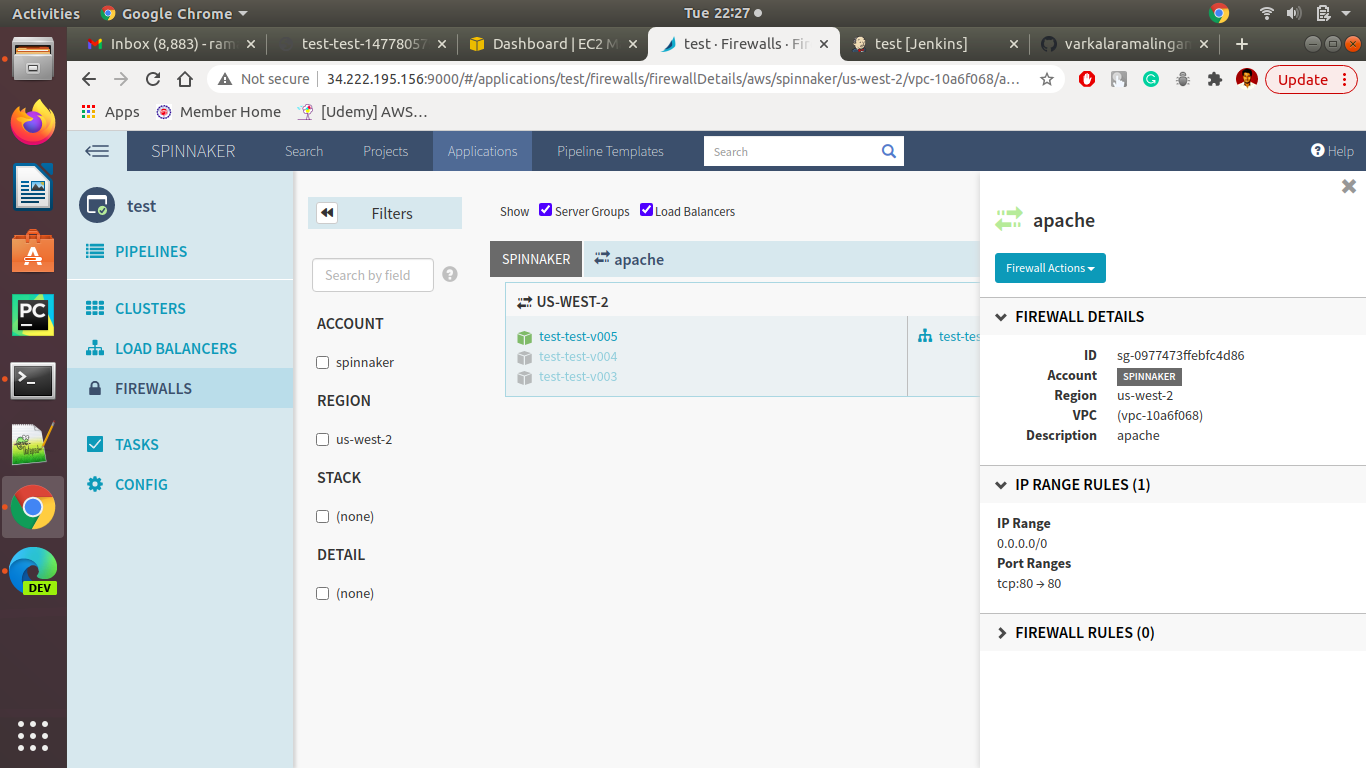 Activities
Google Chrome
Tue 22:27
Inbox (8,883) - ram
test-test-14778057
Dashboard | EC2 M
test · Firewalls · Fir
test [Jenkins]
varkalaramalingam
Not secure
34.222.195.156:9000/#/applications/test/firewalls/firewallDetails/aws/spinnaker/us-west-2/vpc-10a6f068/a...
Update
Apps
Member Home
[Udemy] AWS...
SPINNAKER
Search
Projects
Applications
Pipeline Templates
Search
Help
test
PIPELINES
CLUSTERS
LOAD BALANCERS
FIREWALLS
TASKS
CONFIG
Filters
Search by field
ACCOUNT
spinnaker
REGION
us-west-2
STACK
(none)
DETAIL
(none)
Show
Server Groups
Load Balancers
SPINNAKER
apache
US-WEST-2
test-test-v005
test-test-v004
test-test-v003
test-tes
apache
Firewall Actions
FIREWALL DETAILS
ID sg-0977473ffebfc4d86
Account SPINNAKER
Region us-west-2
VPC (vpc-10a6f068)
Description apache
IP RANGE RULES (1)
IP Range
0.0.0.0/0
Port Ranges
tcp:80 → 80
FIREWALL RULES (0)
PC
DEV